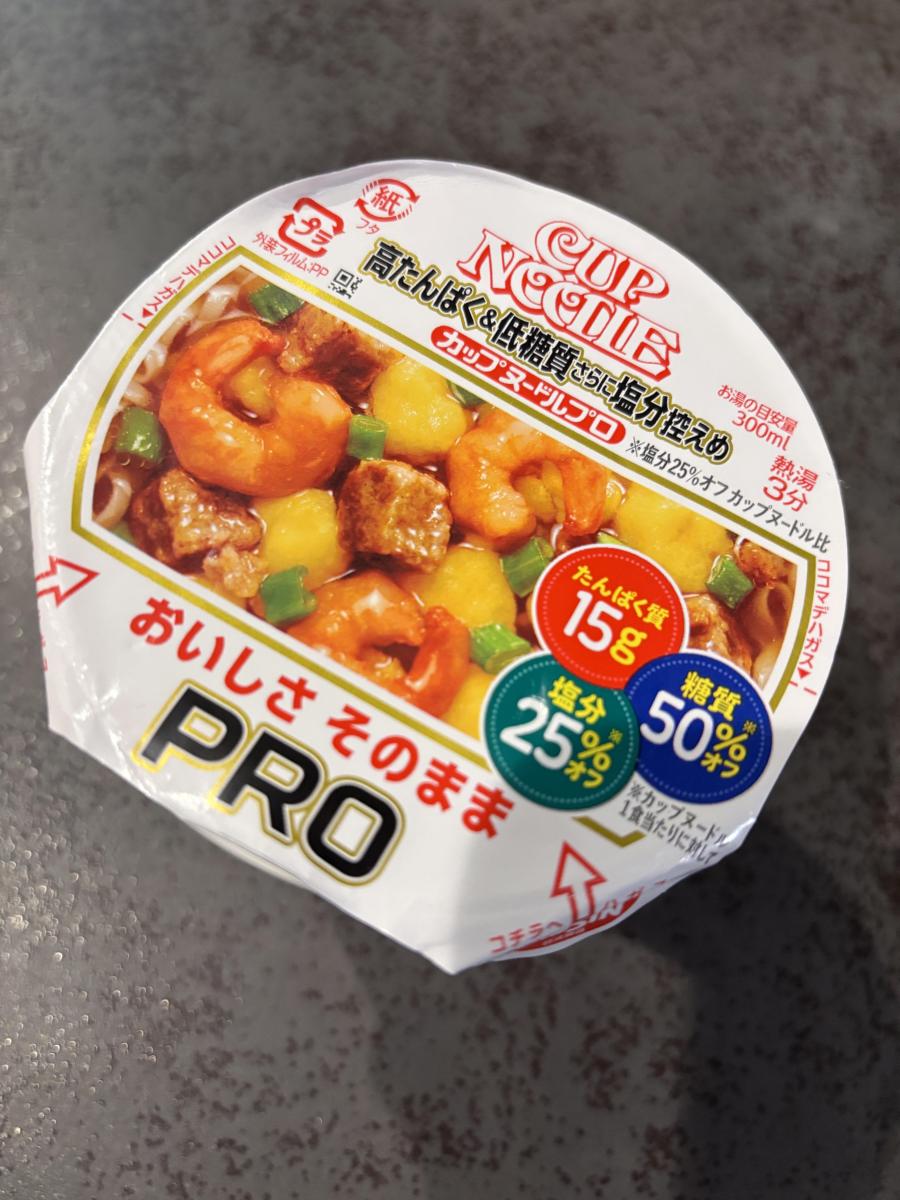 紙
フタ
プラ
外装フィルム:PP
ココマデハガス
CUP
NOODLE
高たんぱく&低糖質さらに塩分控えめ
カップヌードルプロ
※塩分25%オフ カップヌードル比
お湯の目安量
300ml
熱湯
3分
ココマデハガス
たんぱく質
15g
塩分
25%オフ※
糖質
50%オフ※
※カップヌードル
1食当たりに対して
おいしさ そのまま
PRO
コチラへ